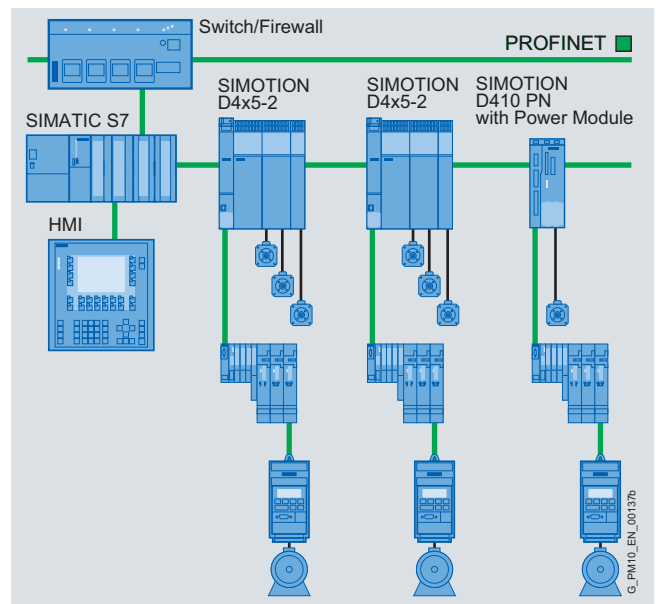 Switch/Firewall
PROFINET
SIMATIC S7
SIMOTION
D4x5-2
SIMOTION
D4x5-2
SIMOTION
D410 PN
with Power Module
HMI
G_PM10_EN_00137b